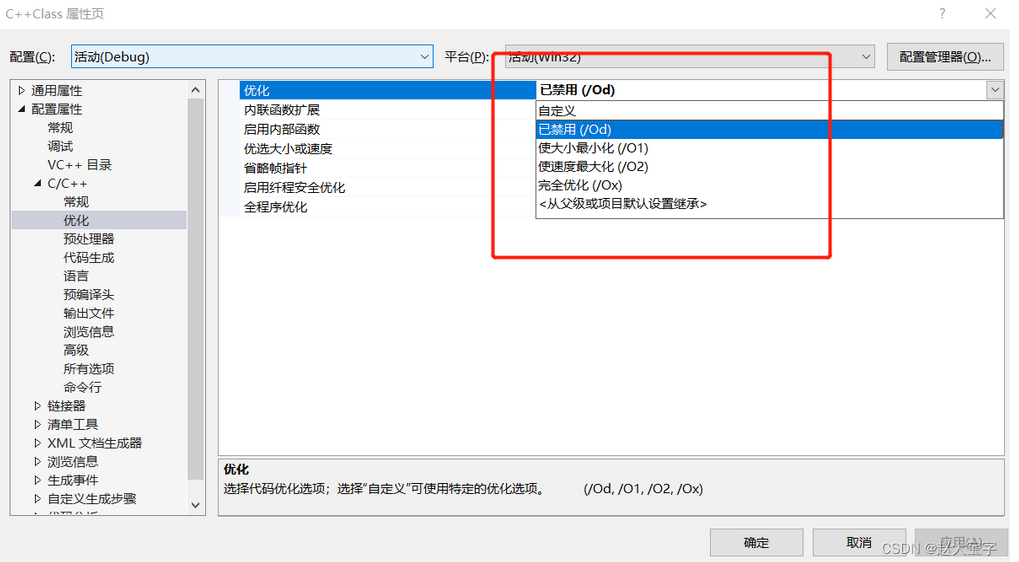 C++Class 属性页
配置(C): 活动(Debug) 平台(P): 活动(Win32) 配置管理器(O)...
通用属性
配置属性
常规
调试
VC++ 目录
C/C++
常规
优化
预处理器
代码生成
语言
预编译头
输出文件
浏览信息
高级
所有选项
命令行
链接器
清单工具
XML 文档生成器
浏览信息
生成事件
自定义生成步骤
优化 已禁用 (/Od)
内联函数扩展
启用内部函数
优选大小或速度
省略帧指针
启用纤程安全优化
全程序优化
自定义
已禁用 (/Od)
使大小最小化 (/O1)
使速度最大化 (/O2)
完全优化 (/Ox)
<从父级或项目默认设置继承>
优化
选择代码优化选项；选择“自定义”可使用特定的优化选项。 (/Od, /O1, /O2, /Ox)
确定 取消 应用(A)
CSDN @赵大宝字